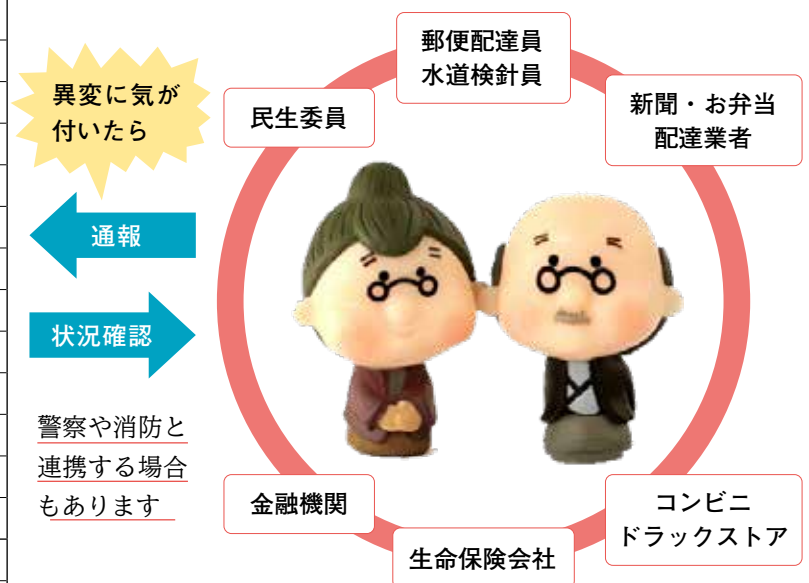 異変に気が
付いたら
通報
状況確認
警察や消防と
連携する場合
もあります
郵便配達員
水道検針員
民生委員
新聞・お弁当
配達業者
金融機関
生命保険会社
コンビニ
ドラックストア